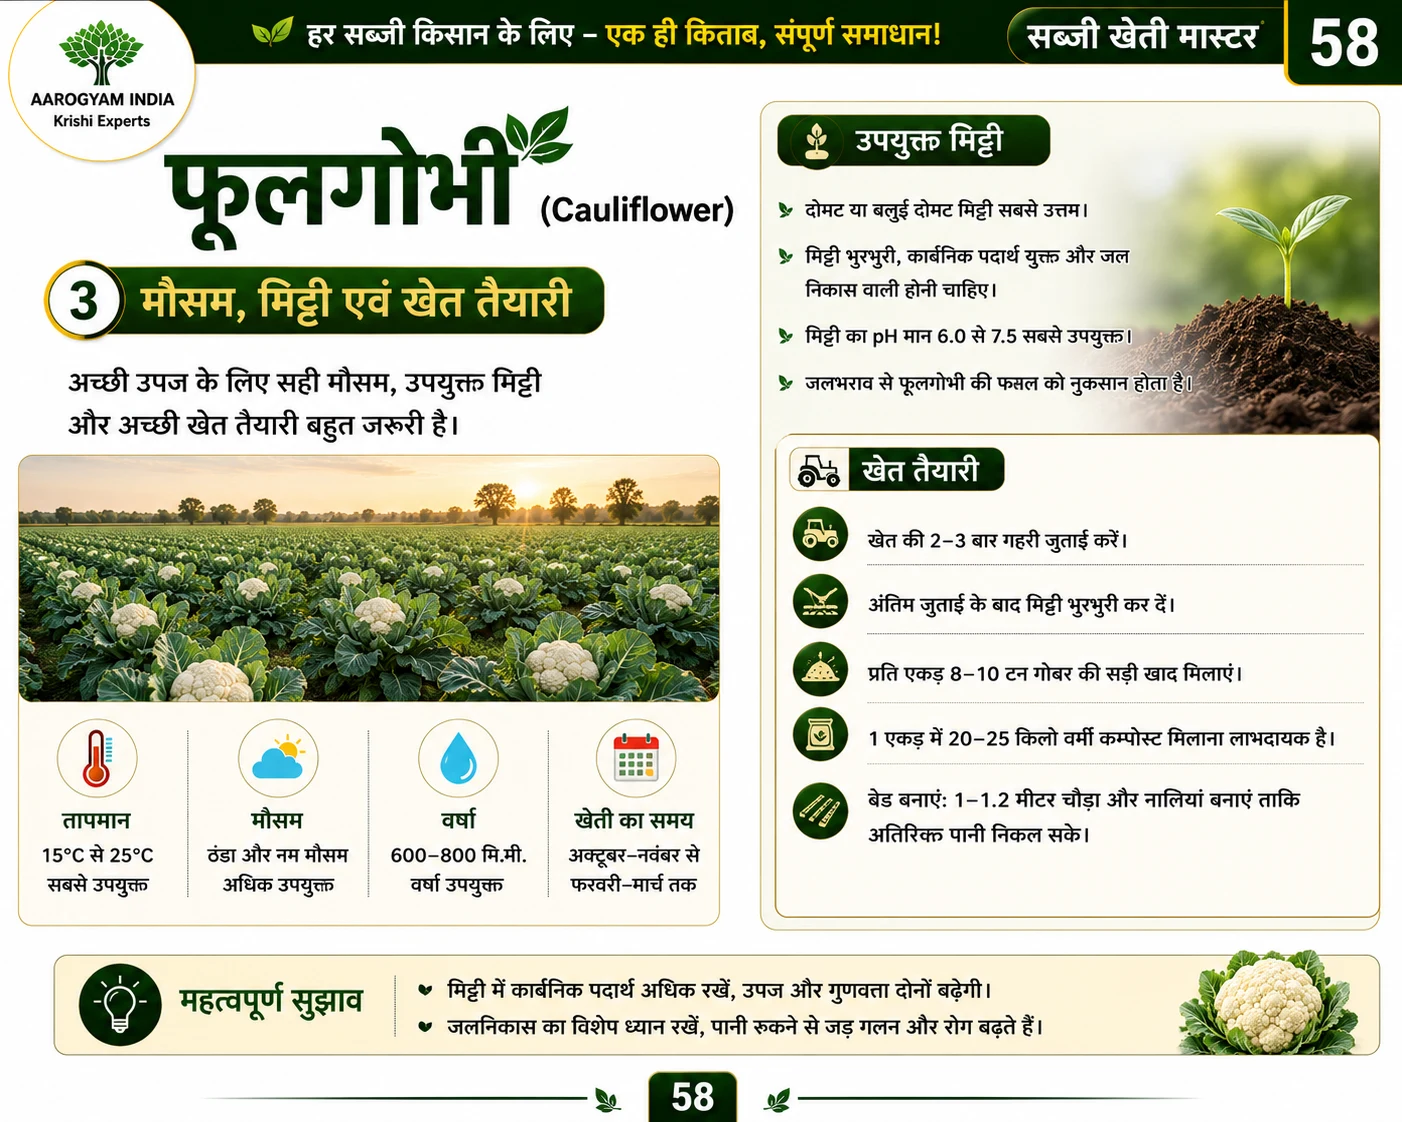 AAROGYAM INDIA
Krishi Experts
हर सब्जी किसान के लिए – एक ही किताब, संपूर्ण समाधान!
सब्जी खेती मास्टर
58
फूलगोभी (Cauliflower)
3 मौसम, मिट्टी एवं खेत तैयारी
अच्छी उपज के लिए सही मौसम, उपयुक्त मिट्टी
और अच्छी खेत तैयारी बहुत जरूरी है।
तापमान
15°C से 25°C
सबसे उपयुक्त
मौसम
ठंडा और नम मौसम
अधिक उपयुक्त
वर्षा
600–800 मि.मी.
वर्षा उपयुक्त
खेती का समय
अक्टूबर–नवंबर से
फरवरी–मार्च तक
उपयुक्त मिट्टी
दोमट या बलुई दोमट मिट्टी सबसे उत्तम।
मिट्टी भुरभुरी, कार्बनिक पदार्थ युक्त और जल
निकास वाली होनी चाहिए।
मिट्टी का pH मान 6.0 से 7.5 सबसे उपयुक्त।
जलभराव से फूलगोभी की फसल को नुकसान होता है।
खेत तैयारी
खेत की 2–3 बार गहरी जुताई करें।
अंतिम जुताई के बाद मिट्टी भुरभुरी कर दें।
प्रति एकड़ 8–10 टन गोबर की सड़ी खाद मिलाएं।
1 एकड़ में 20–25 किलो वर्मी कम्पोस्ट मिलाना लाभदायक है।
बेड बनाएं: 1–1.2 मीटर चौड़ा और नालियां बनाएं ताकि
अतिरिक्त पानी निकल सके।
महत्वपूर्ण सुझाव
मिट्टी में कार्बनिक पदार्थ अधिक रखें, उपज और गुणवत्ता दोनों बढ़ेगी।
जलनिकास का विशेप ध्यान रखें, पानी रुकने से जड़ गलन और रोग बढ़ते हैं।
58